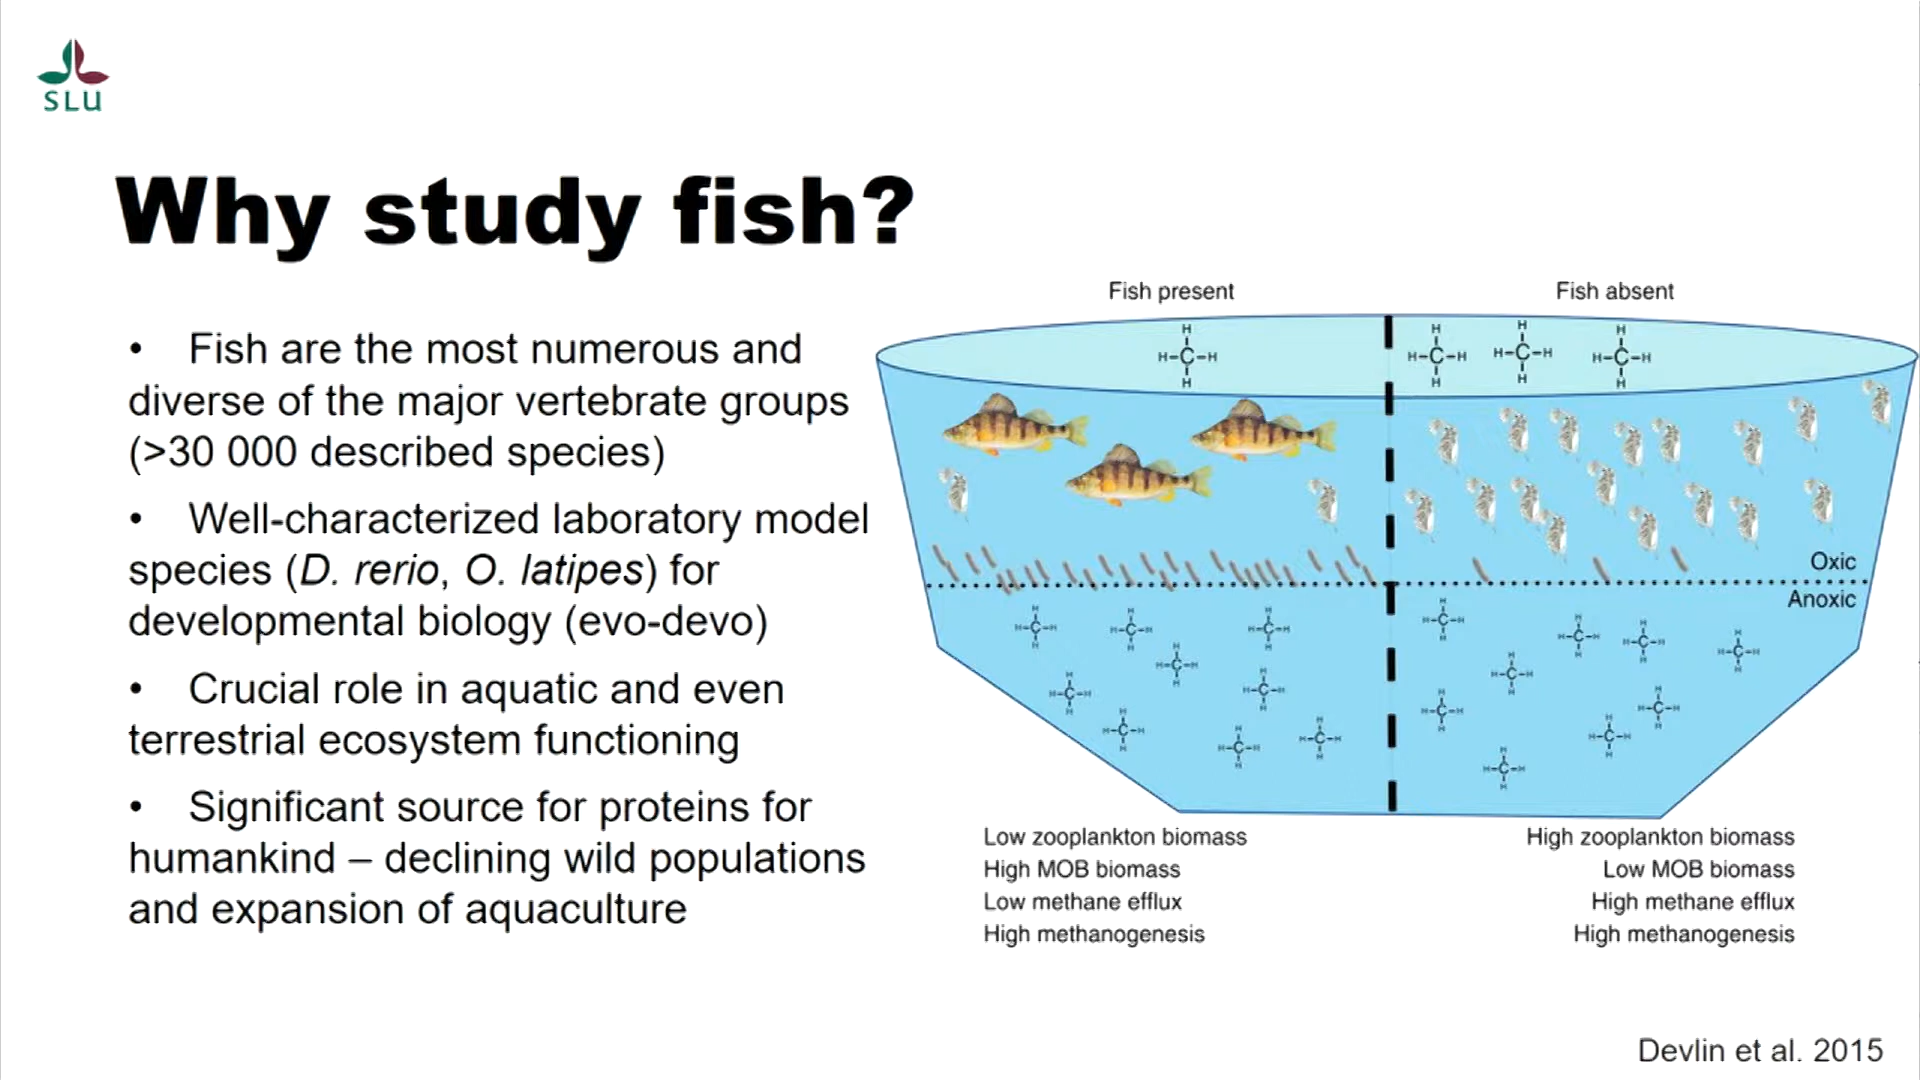 SLU
Why study fish?
• Fish are the most numerous and
diverse of the major vertebrate groups
(>30 000 described species)
• Well-characterized laboratory model
species (D. rerio, O. latipes) for
developmental biology (evo-devo)
• Crucial role in aquatic and even
terrestrial ecosystem functioning
• Significant source for proteins for
humankind – declining wild populations
and expansion of aquaculture
Fish present
Fish absent
Oxic
Anoxic
Low zooplankton biomass
High MOB biomass
Low methane efflux
High methanogenesis
High zooplankton biomass
Low MOB biomass
High methane efflux
High methanogenesis
Devlin et al. 2015